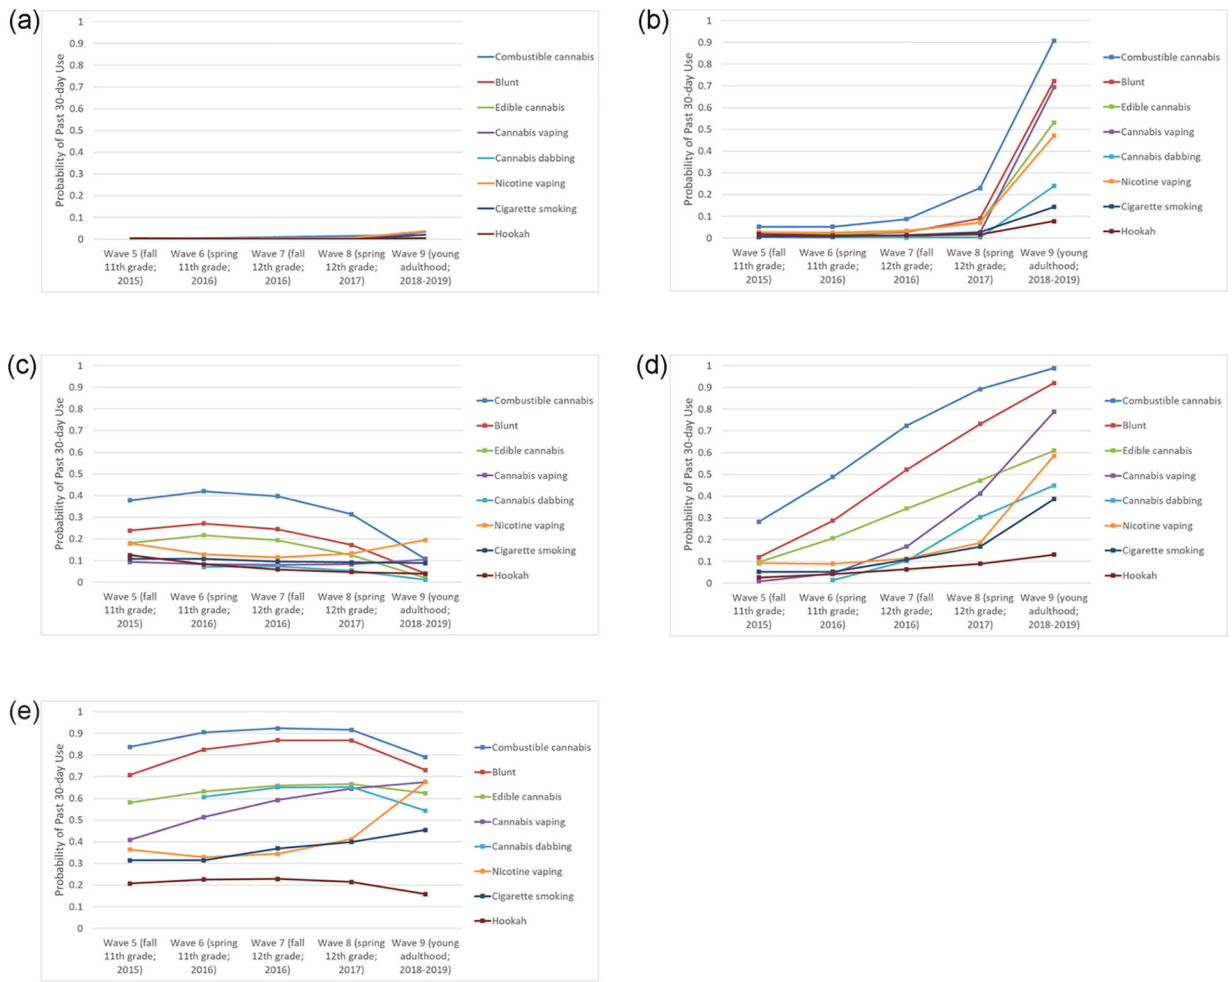 (a)
Probability of Past 30-day Use
1
0.9
0.8
0.7
0.6
0.5
0.4
0.3
0.2
0.1
0
Wave 5 (fall 11th grade; 2015)
Wave 6 (spring 11th grade; 2016)
Wave 7 (fall 12th grade; 2016)
Wave 8 (spring 12th grade; 2017)
Wave 9 (young adulthood; 2018-2019)
Combustible cannabis
Blunt
Edible cannabis
Cannabis vaping
Cannabis dabbing
Nicotine vaping
Cigarette smoking
Hookah
(b)
Probability of Past 30-day Use
1
0.9
0.8
0.7
0.6
0.5
0.4
0.3
0.2
0.1
0
Wave 5 (fall 11th grade; 2015)
Wave 6 (spring 11th grade; 2016)
Wave 7 (fall 12th grade; 2016)
Wave 8 (spring 12th grade; 2017)
Wave 9 (young adulthood; 2018-2019)
Combustible cannabis
Blunt
Edible cannabis
Cannabis vaping
Cannabis dabbing
Nicotine vaping
Cigarette smoking
Hookah
(c)
Probability of Past 30-day Use
1
0.9
0.8
0.7
0.6
0.5
0.4
0.3
0.2
0.1
0
Wave 5 (fall 11th grade; 2015)
Wave 6 (spring 11th grade; 2016)
Wave 7 (fall 12th grade; 2016)
Wave 8 (spring 12th grade; 2017)
Wave 9 (young adulthood; 2018-2019)
Combustible cannabis
Blunt
Edible cannabis
Cannabis vaping
Cannabis dabbing
Nicotine vaping
Cigarette smoking
Hookah
(d)
Probability of Past 30-day Use
1
0.9
0.8
0.7
0.6
0.5
0.4
0.3
0.2
0.1
0
Wave 5 (fall 11th grade; 2015)
Wave 6 (spring 11th grade; 2016)
Wave 7 (fall 12th grade; 2016)
Wave 8 (spring 12th grade; 2017)
Wave 9 (young adulthood; 2018-2019)
Combustible cannabis
Blunt
Edible cannabis
Cannabis vaping
Cannabis dabbing
Nicotine vaping
Cigarette smoking
Hookah
(e)
Probability of Past 30-day Use
1
0.9
0.8
0.7
0.6
0.5
0.4
0.3
0.2
0.1
0
Wave 5 (fall 11th grade; 2015)
Wave 6 (spring 11th grade; 2016)
Wave 7 (fall 12th grade; 2016)
Wave 8 (spring 12th grade; 2017)
Wave 9 (young adulthood; 2018-2019)
Combustible cannabis
Blunt
Edible cannabis
Cannabis vaping
Cannabis dabbing
Nicotine vaping
Cigarette smoking
Hookah